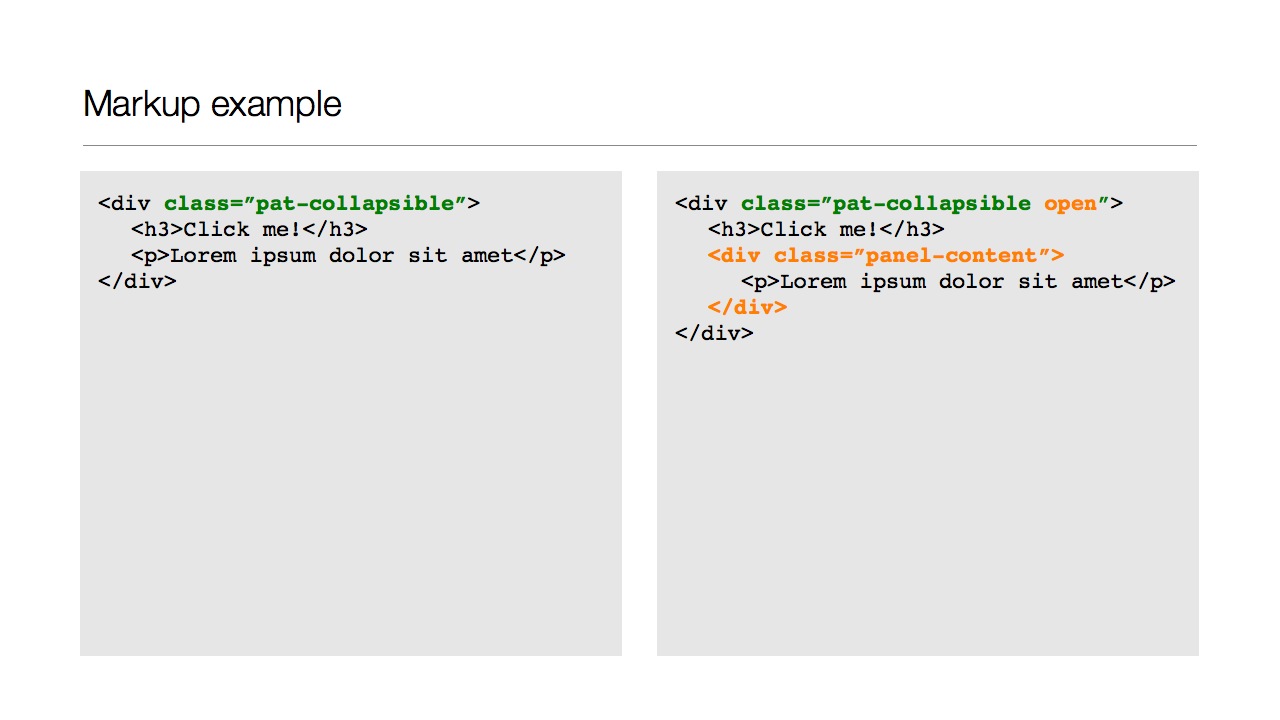 Markup example
<div class=”pat-collapsible”>
<h3>Click me!</h3>
<p>Lorem ipsum dolor sit amet</p>
</div>
<div class=”pat-collapsible open”>
<h3>Click me!</h3>
<div class=”panel-content”>
<p>Lorem ipsum dolor sit amet</p>
</div>
</div>